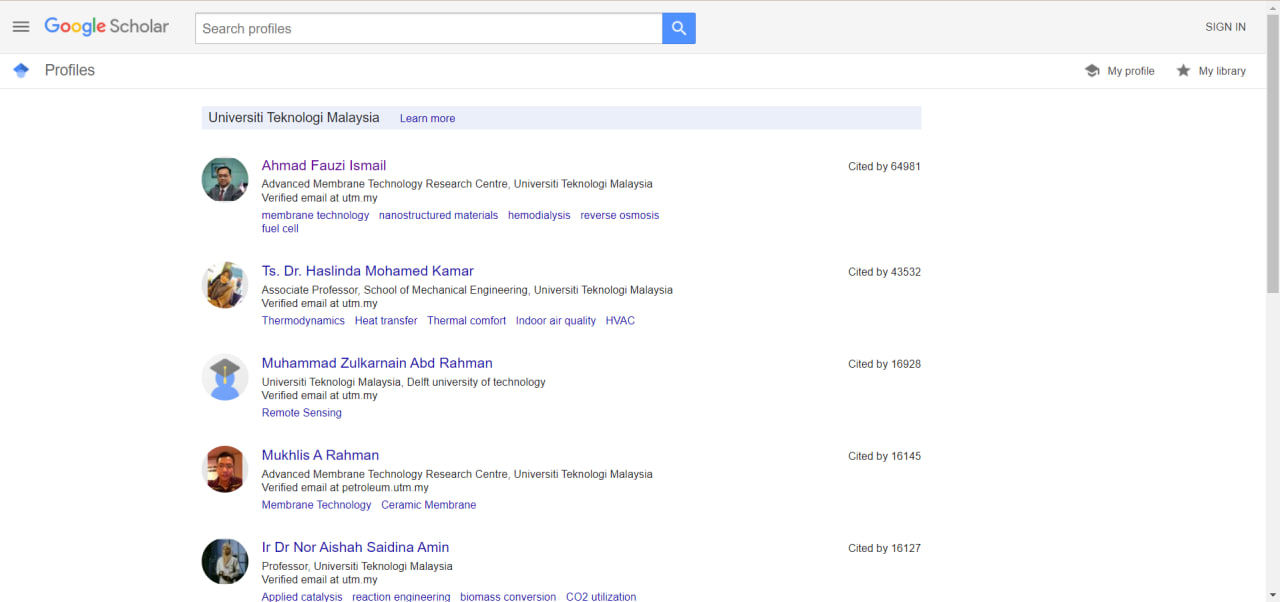 Google Scholar
Search profiles
SIGN IN
Profiles
My profile
My library
Universiti Teknologi Malaysia Learn more
Ahmad Fauzi Ismail
Cited by 64981
Advanced Membrane Technology Research Centre, Universiti Teknologi Malaysia
Verified email at utm.my
membrane technology nanostructured materials hemodialysis reverse osmosis
fuel cell
Ts. Dr. Haslinda Mohamed Kamar
Cited by 43532
Associate Professor, School of Mechanical Engineering, Universiti Teknologi Malaysia
Verified email at utm.my
Thermodynamics Heat transfer Thermal comfort Indoor air quality HVAC
Muhammad Zulkarnain Abd Rahman
Cited by 16928
Universiti Teknologi Malaysia, Delft university of technology
Verified email at utm.my
Remote Sensing
Mukhlis A Rahman
Cited by 16145
Advanced Membrane Technology Research Centre, Universiti Teknologi Malaysia
Verified email at petroleum.utm.my
Membrane Technology Ceramic Membrane
Ir Dr Nor Aishah Saidina Amin
Cited by 16127
Professor, Universiti Teknologi Malaysia
Verified email at utm.my
Applied catalysis reaction engineering biomass conversion CO2 utilization